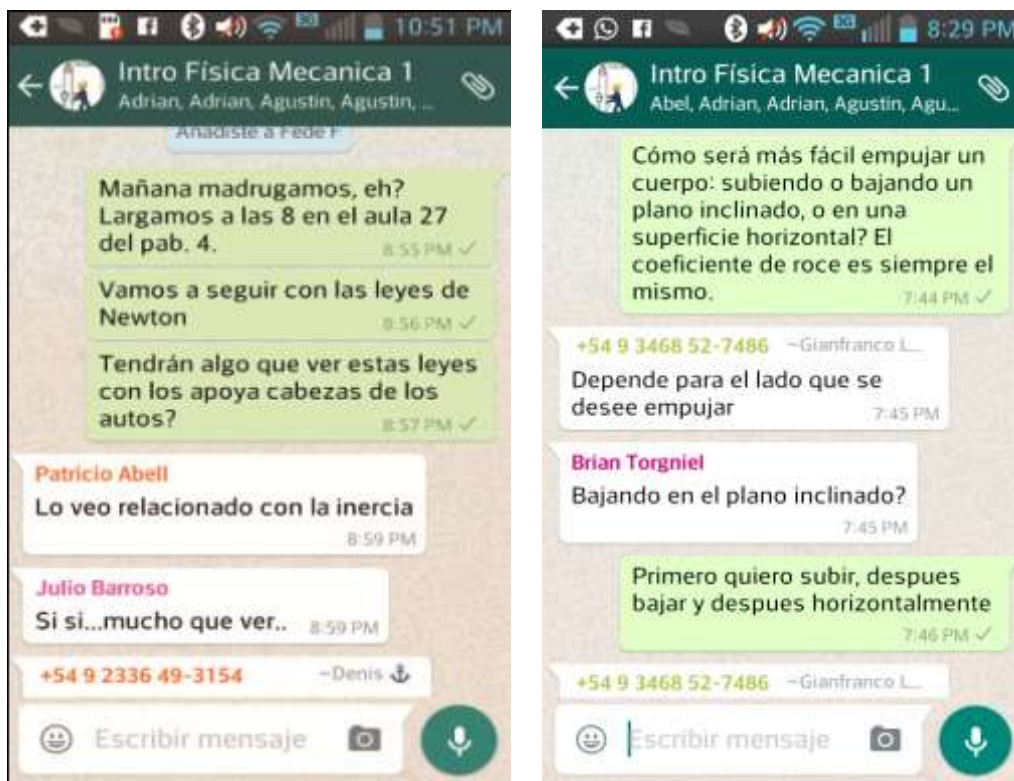 10:51 PM
Intro Física Mecanica 1
Adrian, Adrian, Agustin, Agustin, ...
Añadiste a Fede F
Mañana madrugamos, eh?
Largamos a las 8 en el aula 27
del pab. 4.
8:55 PM
Vamos a seguir con las leyes de
Newton
8:56 PM
Tendrán algo que ver estas leyes
con los apoya cabezas de los
autos?
8:57 PM
Patricio Abell
Lo veo relacionado con la inercia
8:59 PM
Julio Barroso
Si si...mucho que ver..
8:59 PM
+54 9 2336 49-3154 ~Denis
Escribir mensaje
3G
8:29 PM
Intro Física Mecanica 1
Abel, Adrian, Adrian, Agustin, Agu...
Cómo será más fácil empujar un
cuerpo: subiendo o bajando un
plano inclinado, o en una
superficie horizontal? El
coeficiente de roce es siempre el
mismo.
7:44 PM
+54 9 3468 52-7486 ~Gianfranco L...
Depende para el lado que se
desee empujar
7:45 PM
Brian Torgniel
Bajando en el plano inclinado?
7:45 PM
Primero quiero subir, despues
bajar y despues horizontalmente
7:46 PM
+54 9 3468 52-7486 ~Gianfranco L...
Escribir mensaje